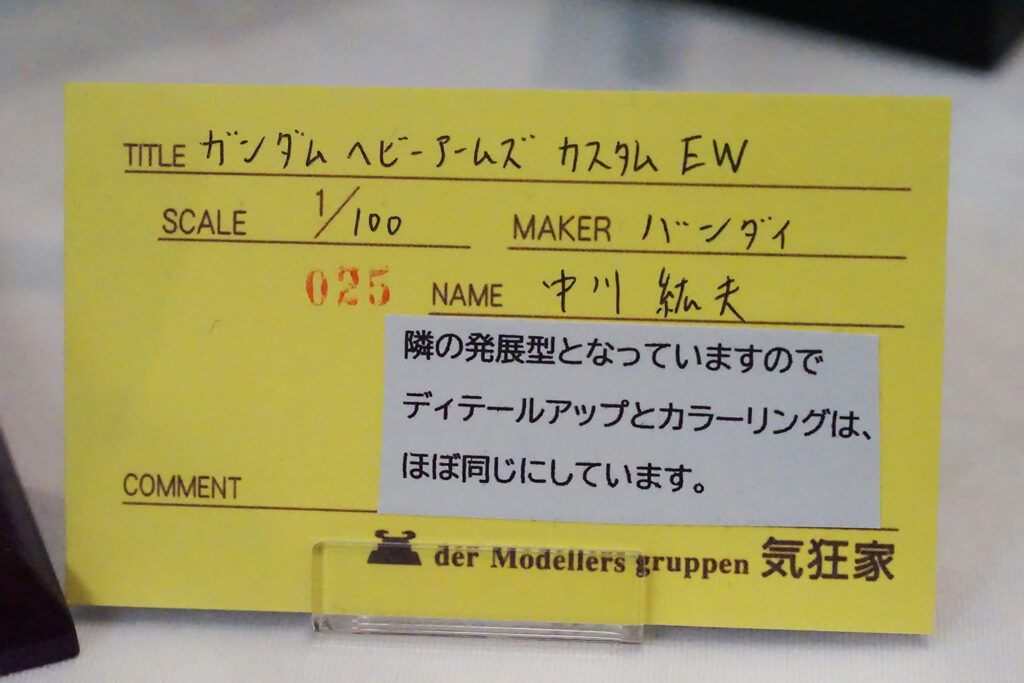 TITLE ガンダム ヘビーアームズ カスタム EW
SCALE 1/100 MAKER バンダイ
025 NAME 中川 紘夫
隣の発展型となっていますので
ディテールアップとカラーリングは、
ほぼ同じにしています。
COMMENT
der Modellers gruppen 気狂家